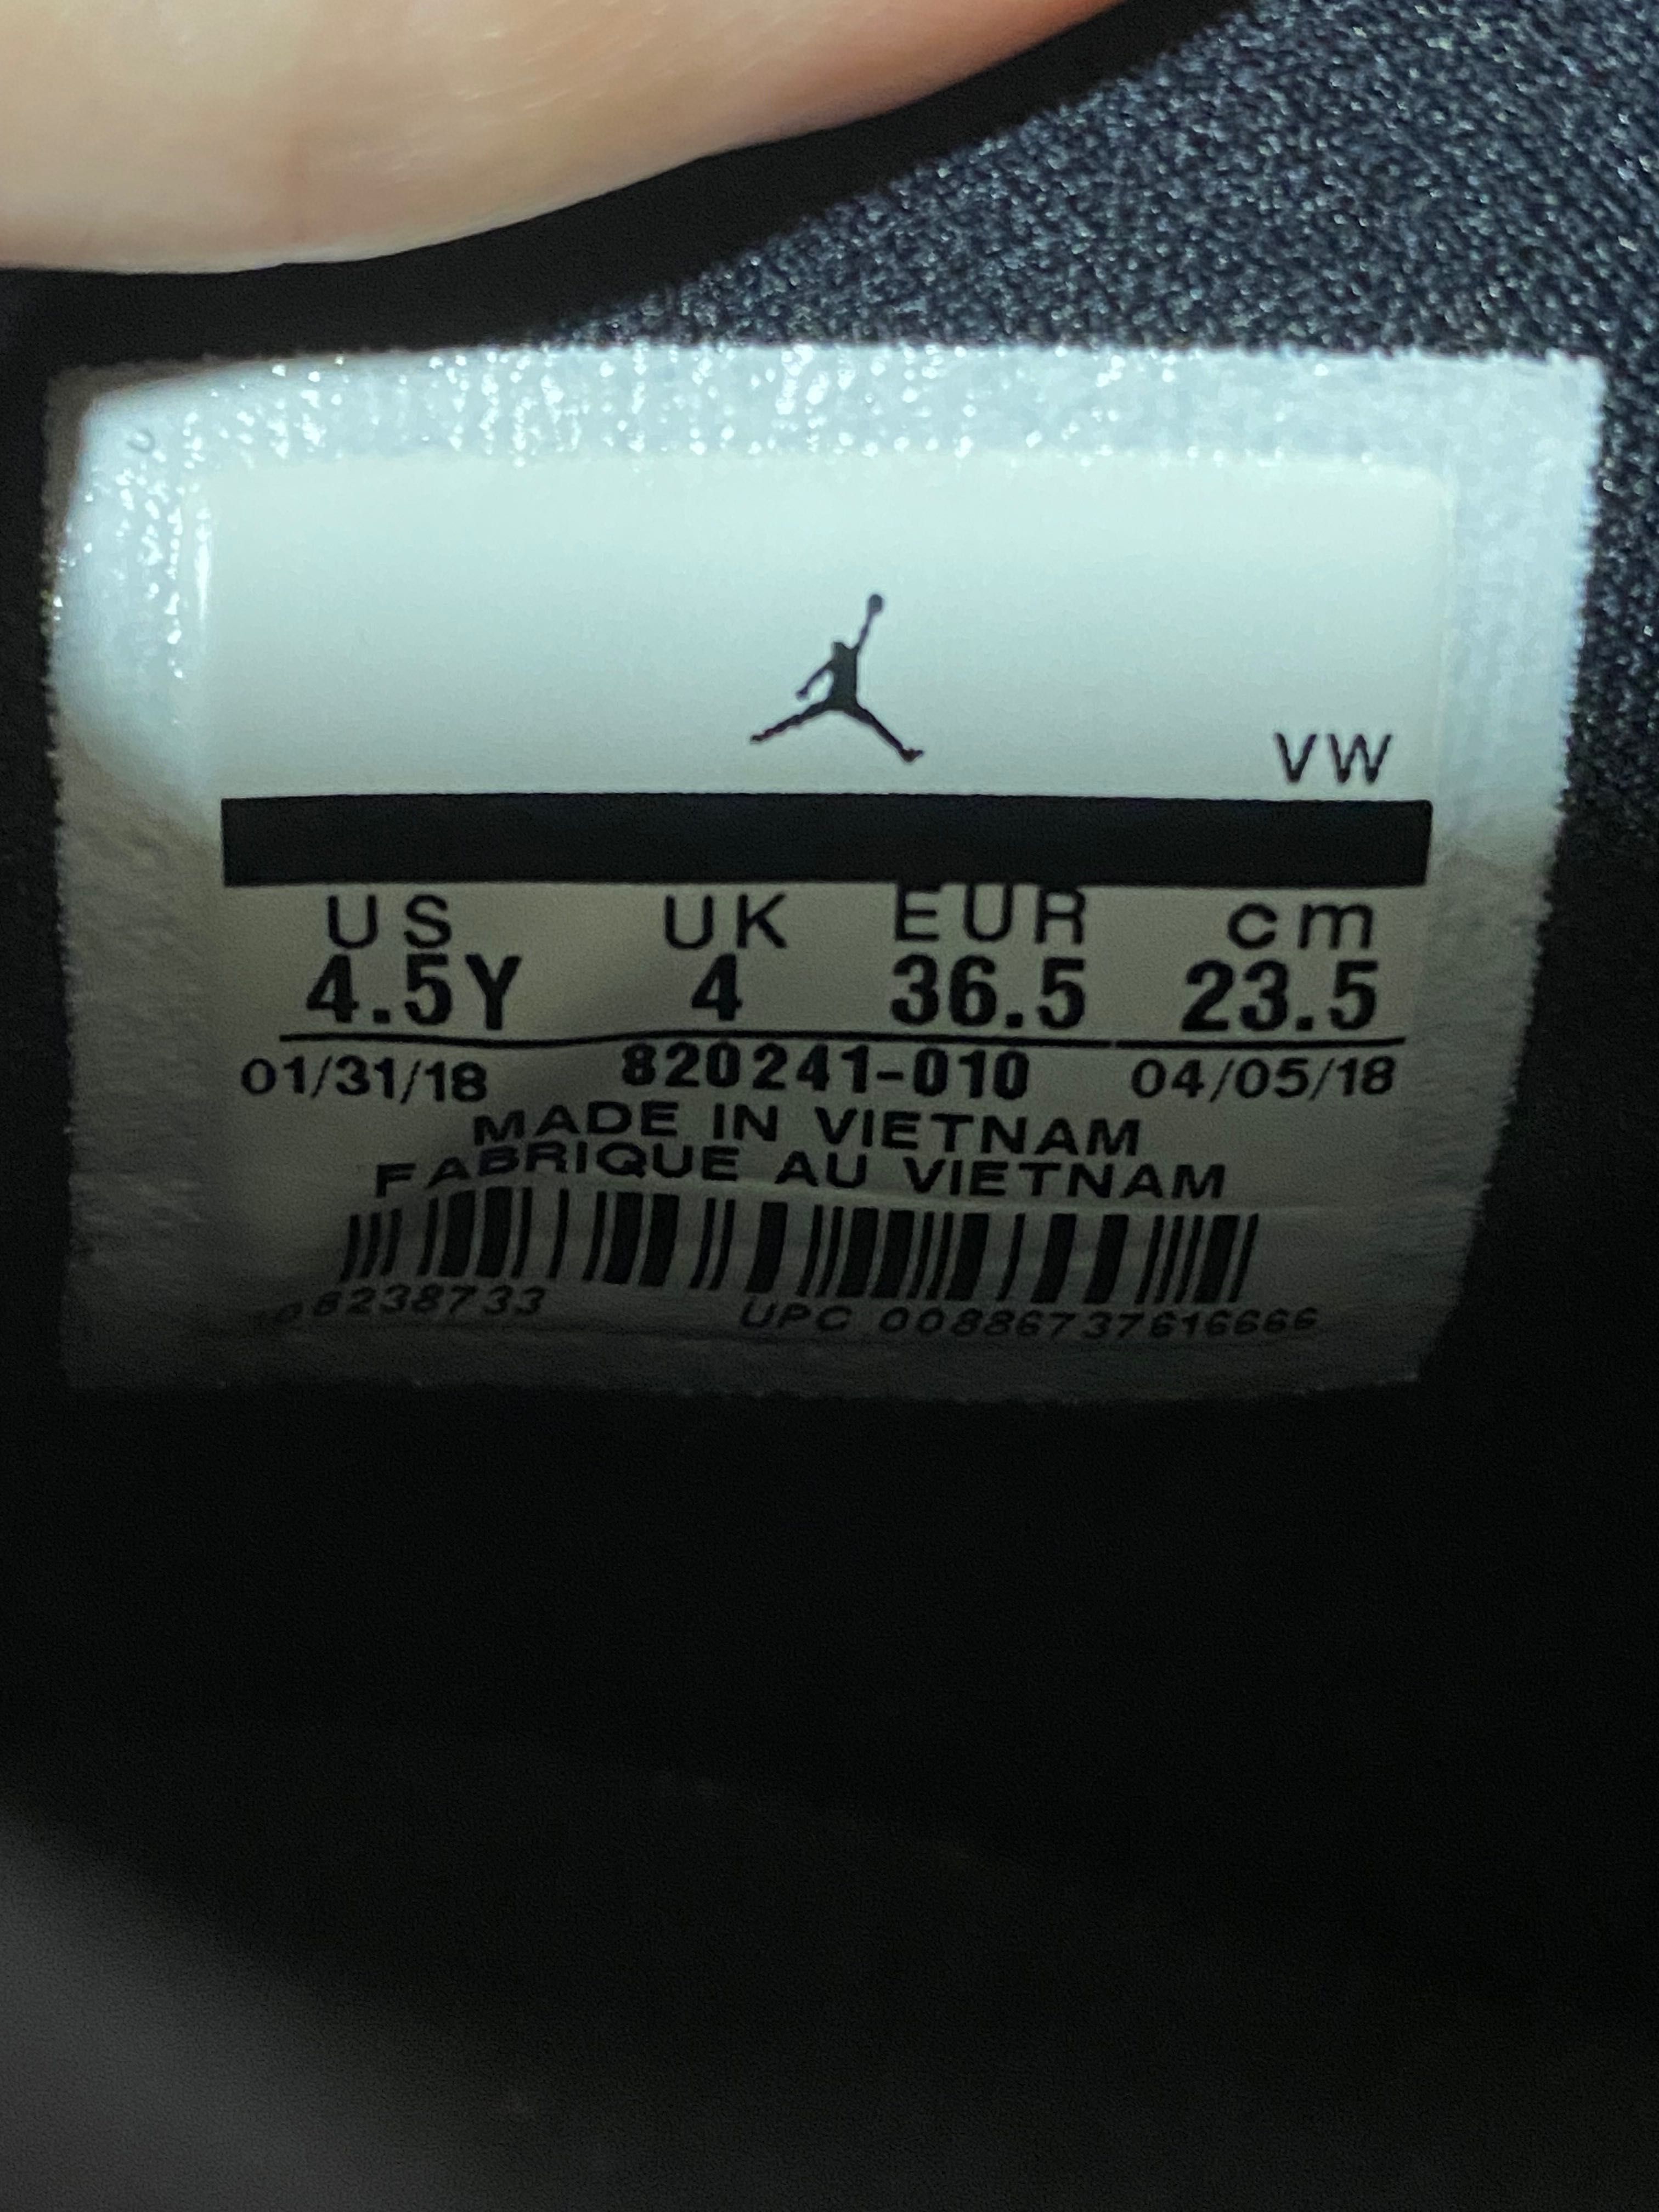 VW
US UK EUR cm
4.5Y 4 36.5 23.5
01/31/18 820241-010 04/05/18
MADE IN VIETNAM
FABRIQUE AU VIETNAM
UPC 00886737616666